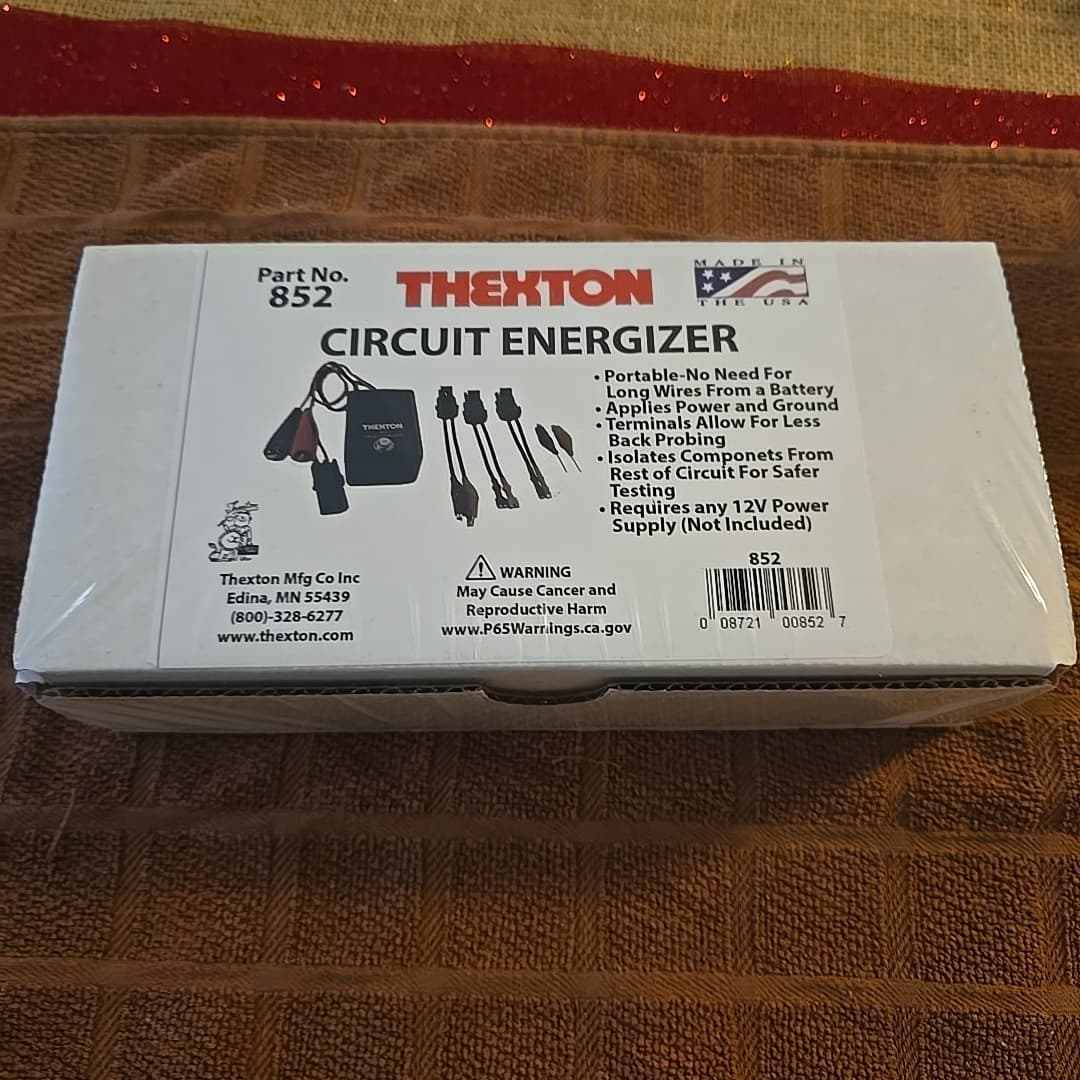 Part No.
852
THEXTON
MADE IN
THE USA
CIRCUIT ENERGIZER
THEXTON
• Portable-No Need For
Long Wires From a Battery
• Applies Power and Ground
• Terminals Allow For Less
Back Probing
• Isolates Componets From
Rest of Circuit For Safer
Testing
• Requires any 12V Power
Supply (Not Included)
Thexton Mfg Co Inc
Edina, MN 55439
(800)-328-6277
www.thexton.com
WARNING
May Cause Cancer and
Reproductive Harm
www.P65Warnings.ca.gov
852
0 08721 00852 7